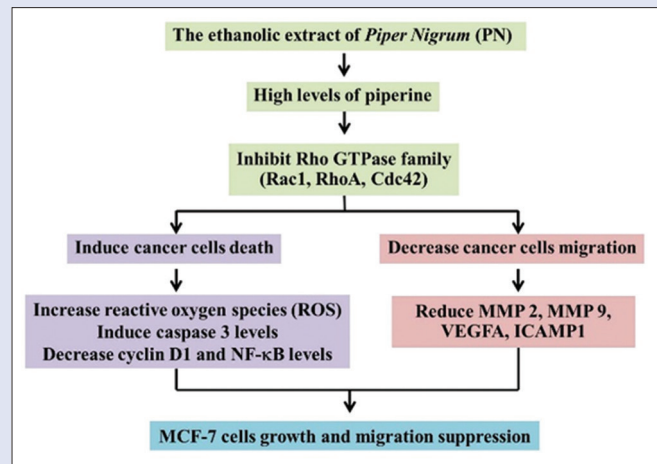 The ethanolic extract of Piper Nigrum (PN)
High levels of piperine
Inhibit Rho GTPase family
(Rac1, RhoA, Cdc42)
Induce cancer cells death
Decrease cancer cells migration
Increase reactive oxygen species (ROS)
Induce caspase 3 levels
Decrease cyclin D1 and NF-κB levels
Reduce MMP 2, MMP 9,
VEGFA, ICAMP1
MCF-7 cells growth and migration suppression